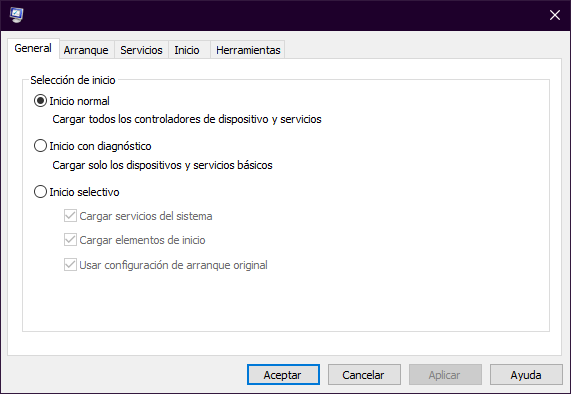 General Arranque Servicios Inicio Herramientas
Selección de inicio
Inicio normal
Cargar todos los controladores de dispositivo y servicios
Inicio con diagnóstico
Cargar solo los dispositivos y servicios básicos
Inicio selectivo
Cargar servicios del sistema
Cargar elementos de inicio
Usar configuración de arranque original
Aceptar Cancelar Aplicar Ayuda